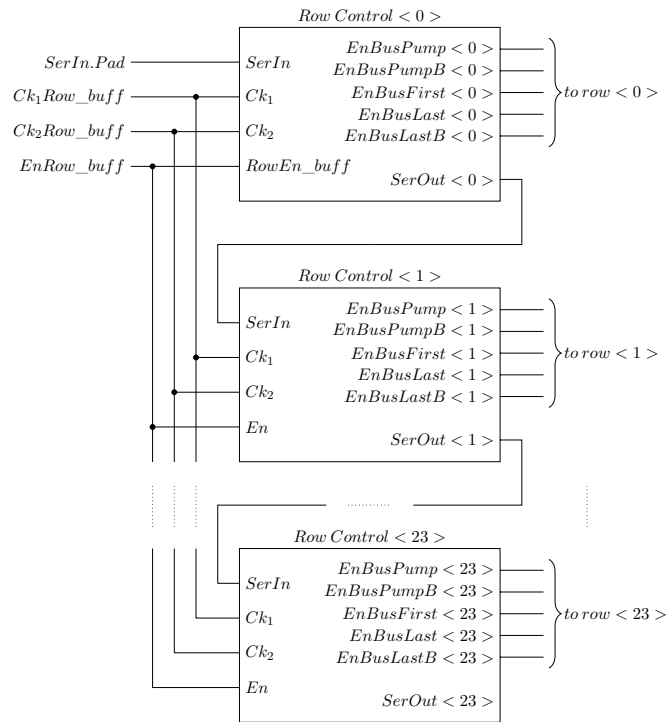 Row Control < 0 >
SerIn.Pad
Ck₁Row_buff
Ck₂Row_buff
EnRow_buff
SerIn
Ck₁
Ck₂
RowEn_buff
EnBusPump < 0 >
EnBusPumpB < 0 >
EnBusFirst < 0 >
EnBusLast < 0 >
EnBusLastB < 0 >
SerOut < 0 >
to row < 0 >
Row Control < 1 >
SerIn
Ck₁
Ck₂
En
EnBusPump < 1 >
EnBusPumpB < 1 >
EnBusFirst < 1 >
EnBusLast < 1 >
EnBusLastB < 1 >
SerOut < 1 >
to row < 1 >
Row Control < 23 >
SerIn
Ck₁
Ck₂
En
EnBusPump < 23 >
EnBusPumpB < 23 >
EnBusFirst < 23 >
EnBusLast < 23 >
EnBusLastB < 23 >
SerOut < 23 >
to row < 23 >